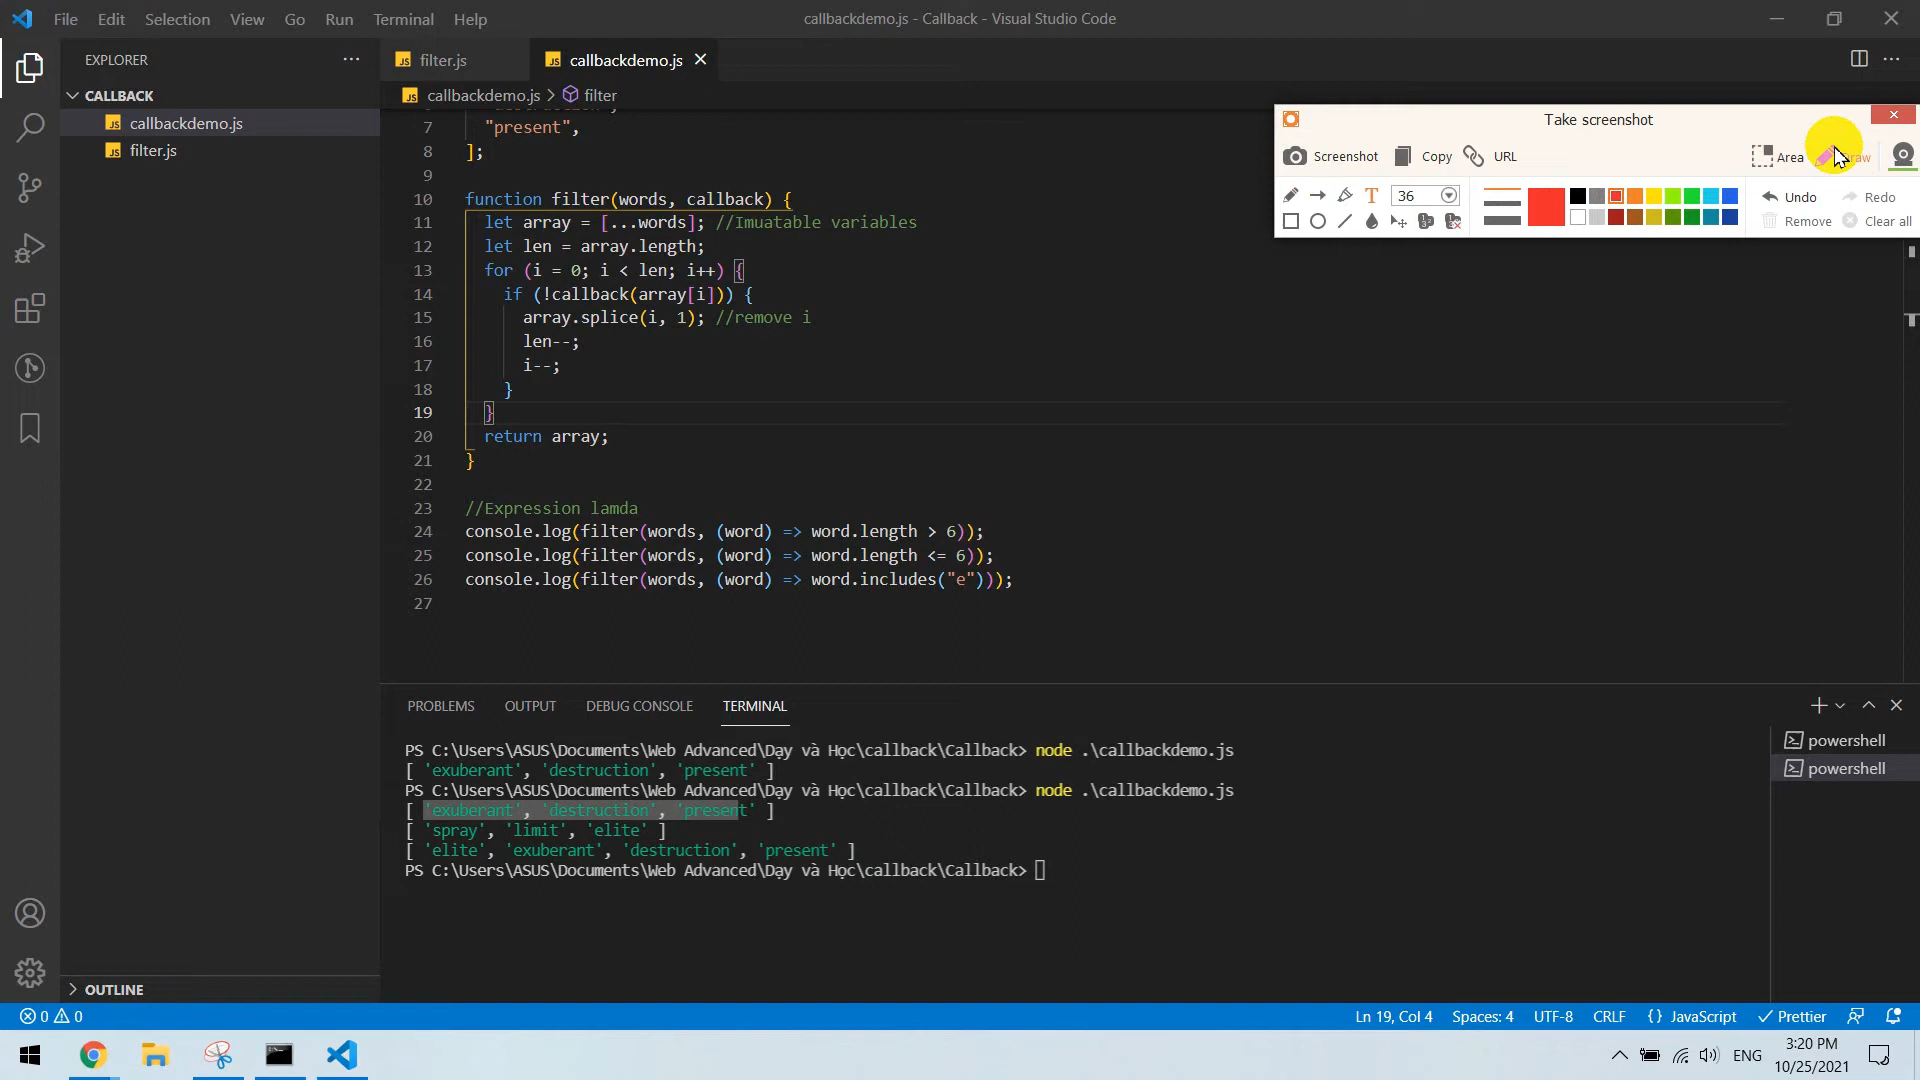 File Edit Selection View Go Run Terminal Help
callbackdemo.js - Callback - Visual Studio Code
EXPLORER
CALLBACK
callbackdemo.js
filter.js
OUTLINE
filter.js
callbackdemo.js
callbackdemo.js > filter
7 "present",
8 ];
9
10 function filter(words, callback) {
11 let array = [...words]; //Imuatable variables
12 let len = array.length;
13 for (i = 0; i < len; i++) {
14 if (!callback(array[i])) {
15 array.splice(i, 1); //remove i
16 len--;
17 i--;
18 }
19 }
20 return array;
21 }
22
23 //Expression lamda
24 console.log(filter(words, (word) => word.length > 6));
25 console.log(filter(words, (word) => word.length <= 6));
26 console.log(filter(words, (word) => word.includes("e")));
27
Take screenshot
Screenshot Copy URL Area
36
Undo Redo
Remove Clear all
PROBLEMS OUTPUT DEBUG CONSOLE TERMINAL
PS C:\Users\ASUS\Documents\Web Advanced\Dạy và Học\callback\Callback> node .\callbackdemo.js
[ 'exuberant', 'destruction', 'present' ]
PS C:\Users\ASUS\Documents\Web Advanced\Dạy và Học\callback\Callback> node .\callbackdemo.js
[ 'exuberant', 'destruction', 'present' ]
[ 'spray', 'limit', 'elite' ]
[ 'elite', 'exuberant', 'destruction', 'present' ]
PS C:\Users\ASUS\Documents\Web Advanced\Dạy và Học\callback\Callback>
powershell
powershell
0 0
Ln 19, Col 4 Spaces: 4 UTF-8 CRLF {} JavaScript Prettier
ENG
3:20 PM
10/25/2021